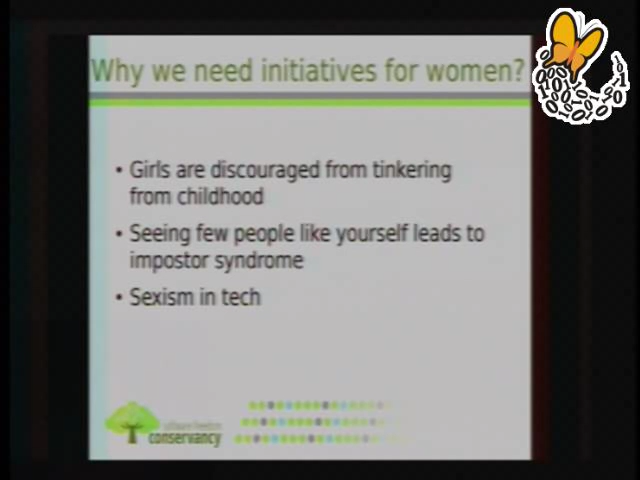 Why we need initiatives for women?
• Girls are discouraged from tinkering
from childhood
• Seeing few people like yourself leads to
impostor syndrome
• Sexism in tech
software freedom
conservancy